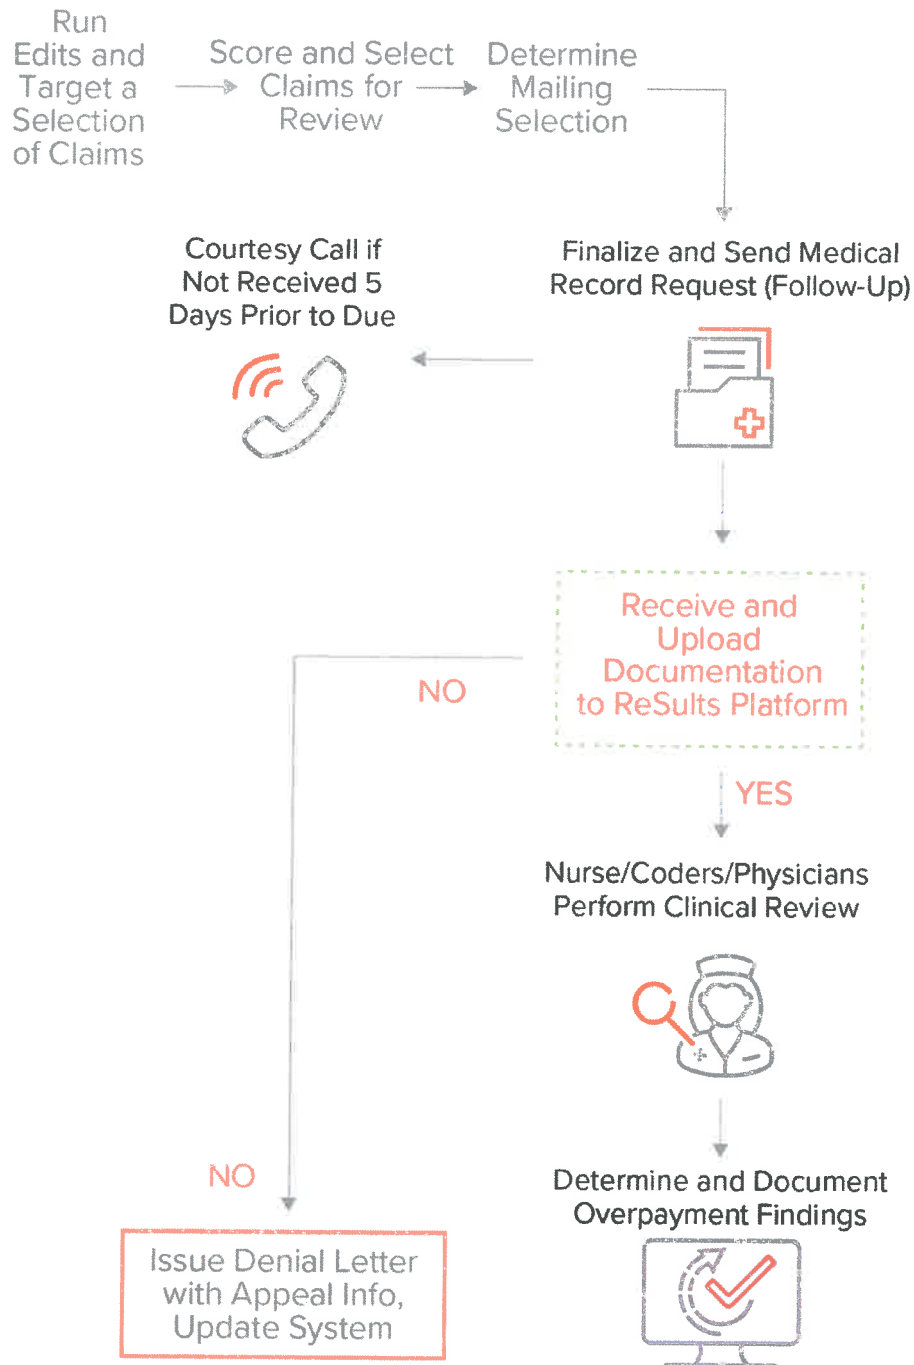 Run
Edits and
Target a
Selection
of Claims
Score and Select
Claims for
Review
Determine
Mailing
Selection
Courtesy Call if
Not Received 5
Days Prior to Due
Finalize and Send Medical
Record Request (Follow-Up)
Receive and
Upload
Documentation
to ReSults Platform
NO
YES
Nurse/Coders/Physicians
Perform Clinical Review
NO
Determine and Document
Overpayment Findings
Issue Denial Letter
with Appeal Info,
Update System